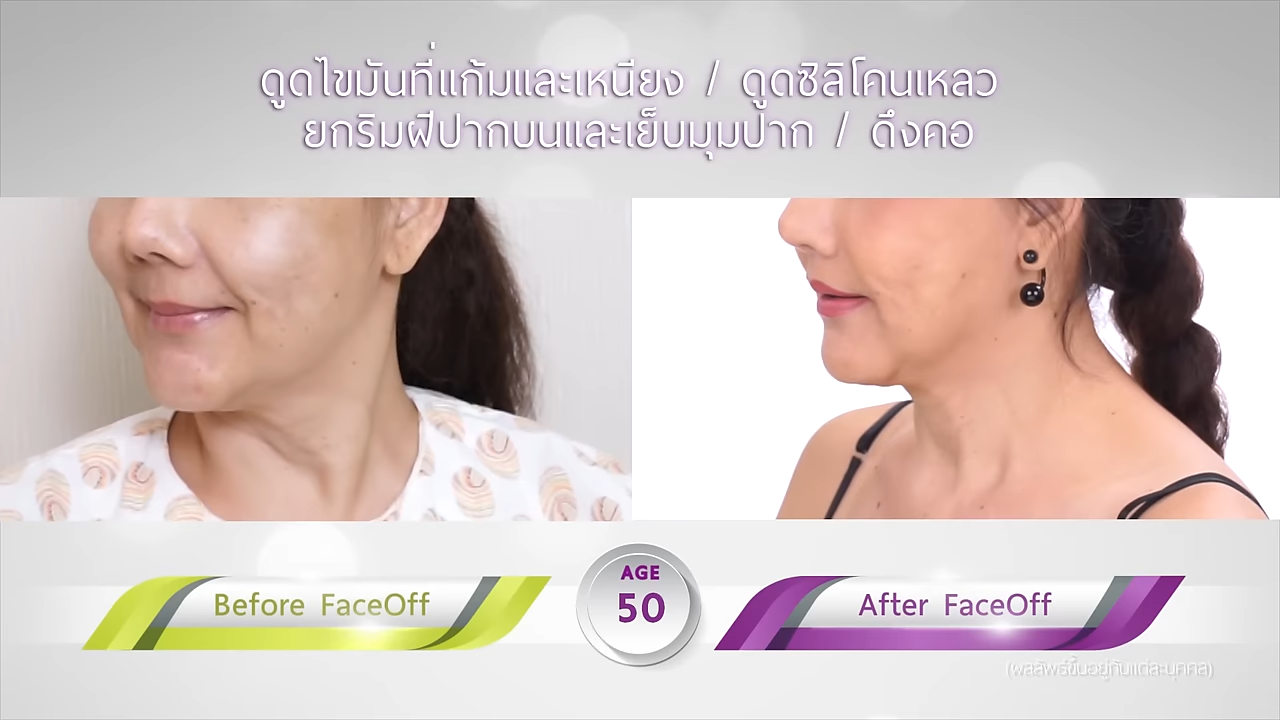 ดูดไขมันที่แก้มและเหนียง / ดูดซิลิโคนเหลว
ยกริมฝีปากบนและเย็บมุมปาก / ดึงคอ
Before FaceOff
AGE
50
After FaceOff
(ผลลัพธ์ขึ้นอยู่กับแต่ละบุคคล)